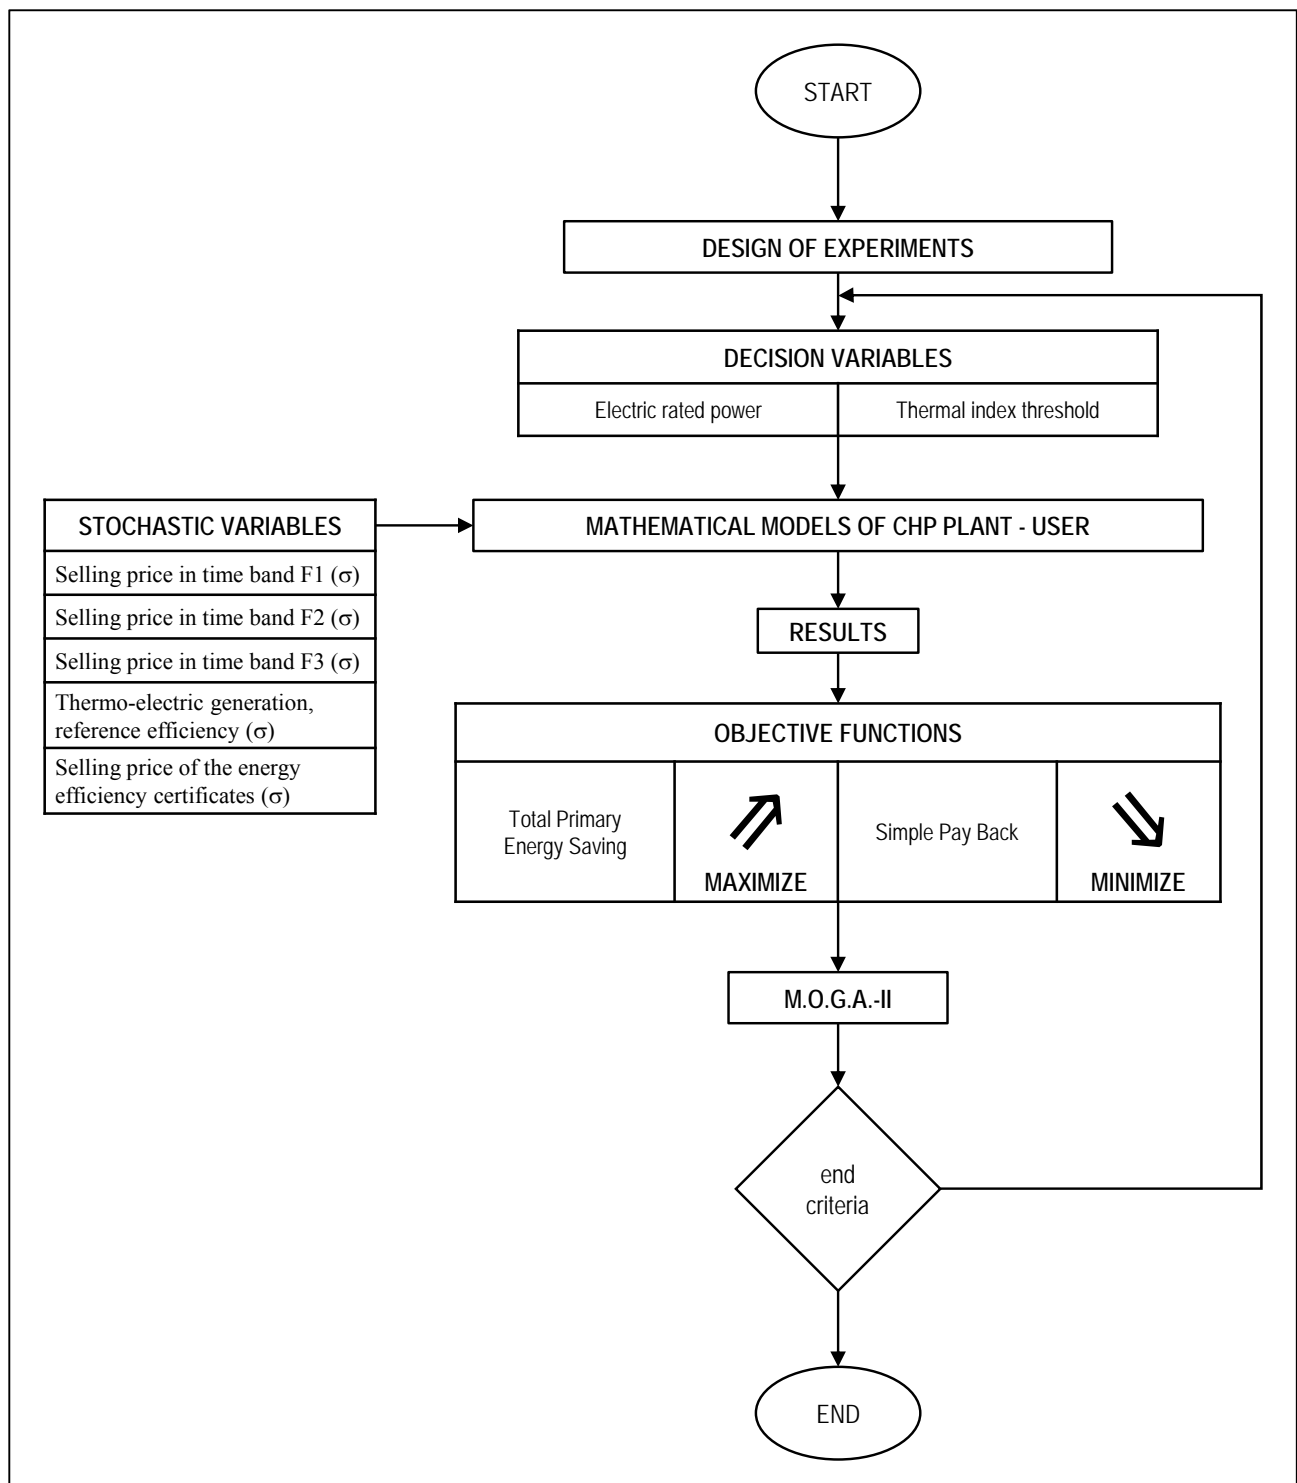 START
DESIGN OF EXPERIMENTS
DECISION VARIABLES
Electric rated power
Thermal index threshold
STOCHASTIC VARIABLES
Selling price in time band F1 (σ)
Selling price in time band F2 (σ)
Selling price in time band F3 (σ)
Thermo-electric generation,
reference efficiency (σ)
Selling price of the energy
efficiency certificates (σ)
MATHEMATICAL MODELS OF CHP PLANT - USER
RESULTS
OBJECTIVE FUNCTIONS
Total Primary
Energy Saving
MAXIMIZE
Simple Pay Back
MINIMIZE
M.O.G.A.-II
end
criteria
END